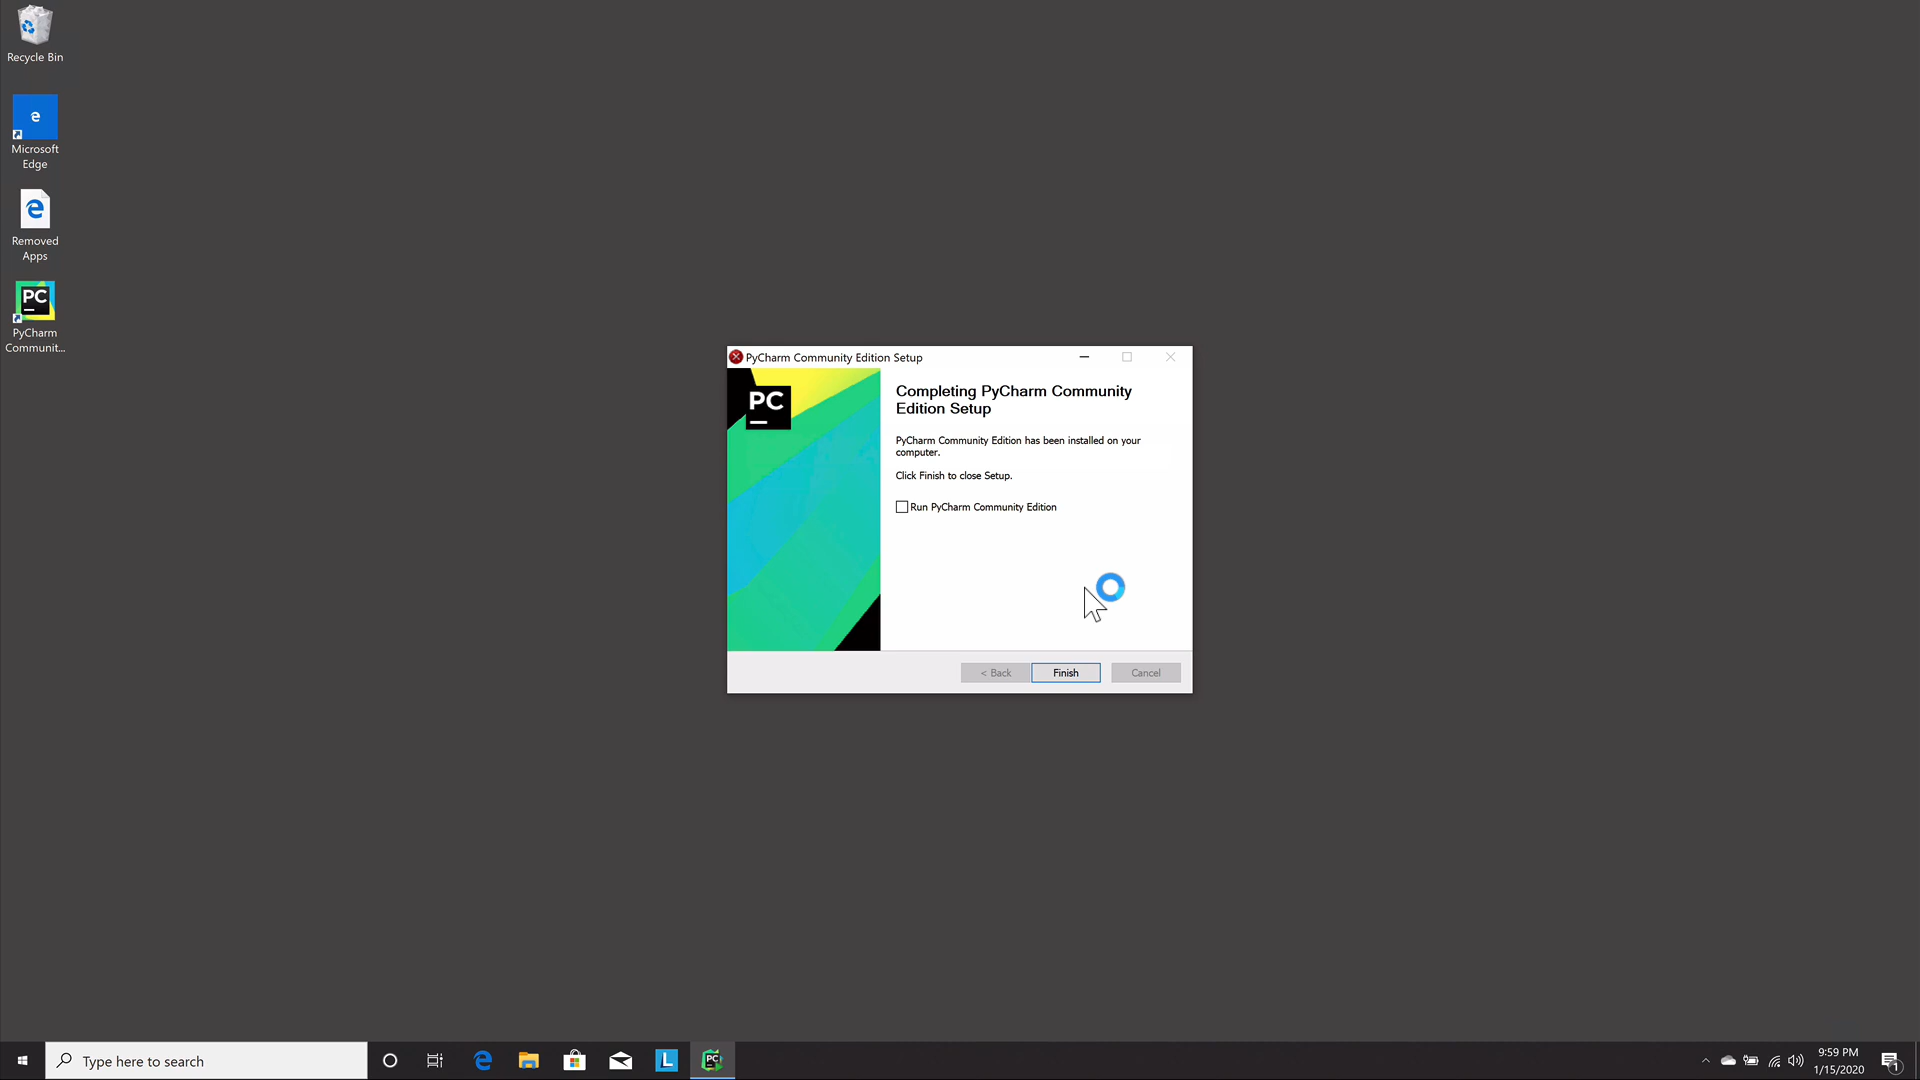 Recycle Bin
Microsoft
Edge
Removed
Apps
PC
PyCharm
Communit...
PyCharm Community Edition Setup
PC
Completing PyCharm Community
Edition Setup
PyCharm Community Edition has been installed on your
computer.
Click Finish to close Setup.
Run PyCharm Community Edition
< Back
Finish
Cancel
Type here to search
L
PC
9:59 PM
1/15/2020
1